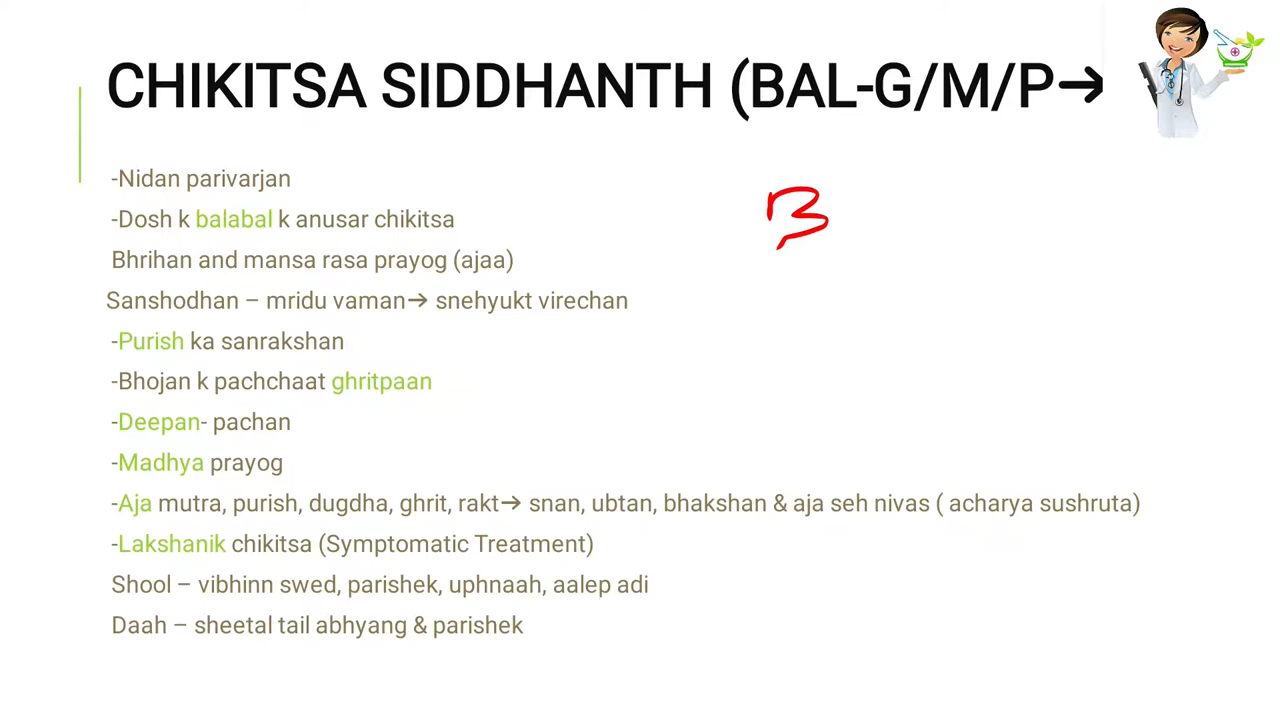 CHIKITSA SIDDHANTH (BAL-G/M/P→
-Nidan parivarjan
-Dosh k balabal k anusar chikitsa
Bhrihan and mansa rasa prayog (ajaa)
Sanshodhan – mridu vaman→ snehyukt virechan
-Purish ka sanrakshan
-Bhojan k pachchaat ghritpaan
-Deepan- pachan
-Madhya prayog
-Aja mutra, purish, dugdha, ghrit, rakt→ snan, ubtan, bhakshan & aja seh nivas ( acharya sushruta)
-Lakshanik chikitsa (Symptomatic Treatment)
Shool – vibhinn swed, parishek, uphnaah, aalep adi
Daah – sheetal tail abhyang & parishek